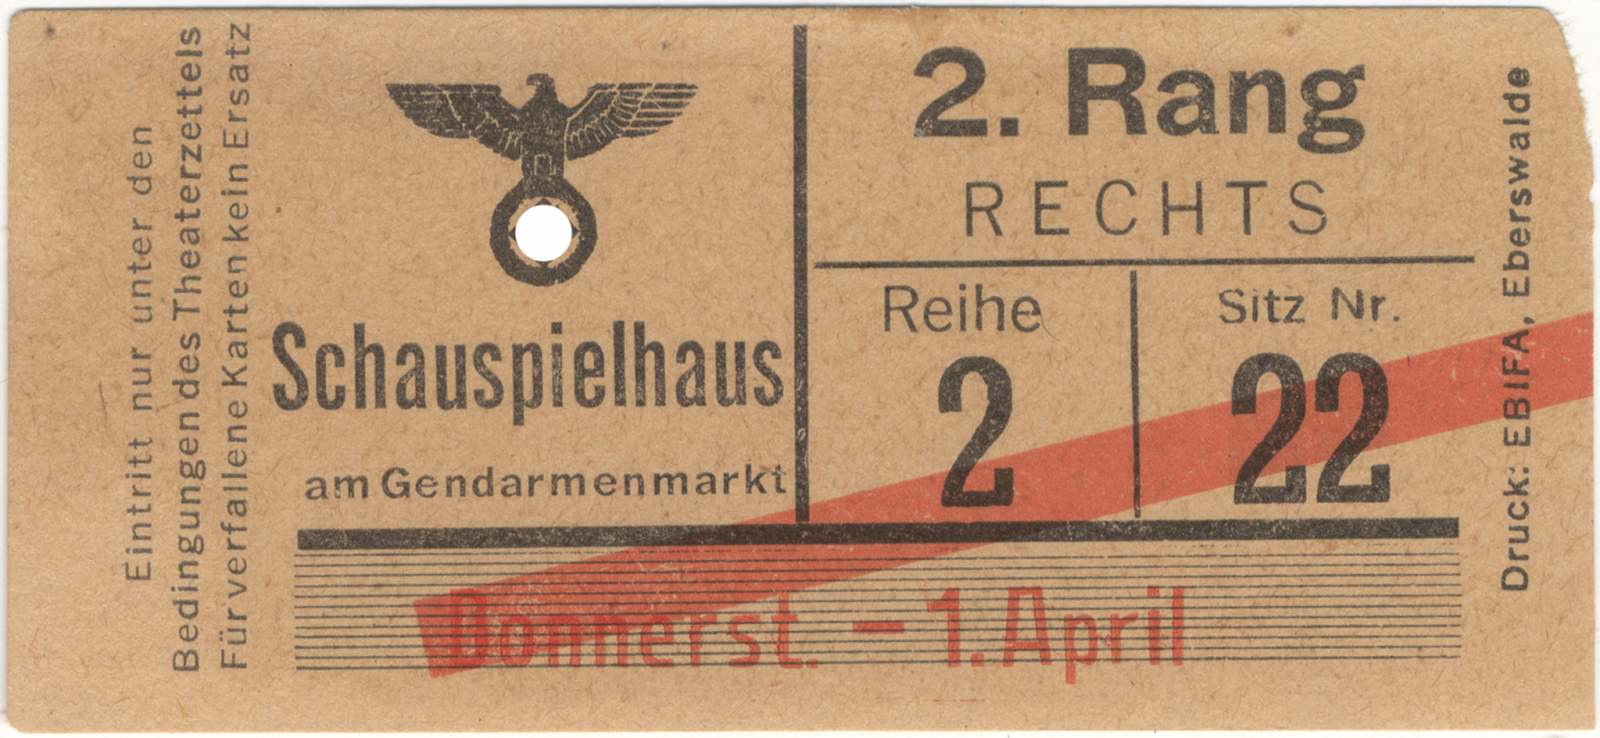 Eintritt nur unter den
Bedingungen des Theaterzettels
Für verfallene Karten kein Ersatz
Schauspielhaus
am Gendarmenmarkt
2. Rang
RECHTS
Reihe
2
Sitz Nr.
22
Donnerst. - 1. April
Druck: EBIFA, Eberswalde